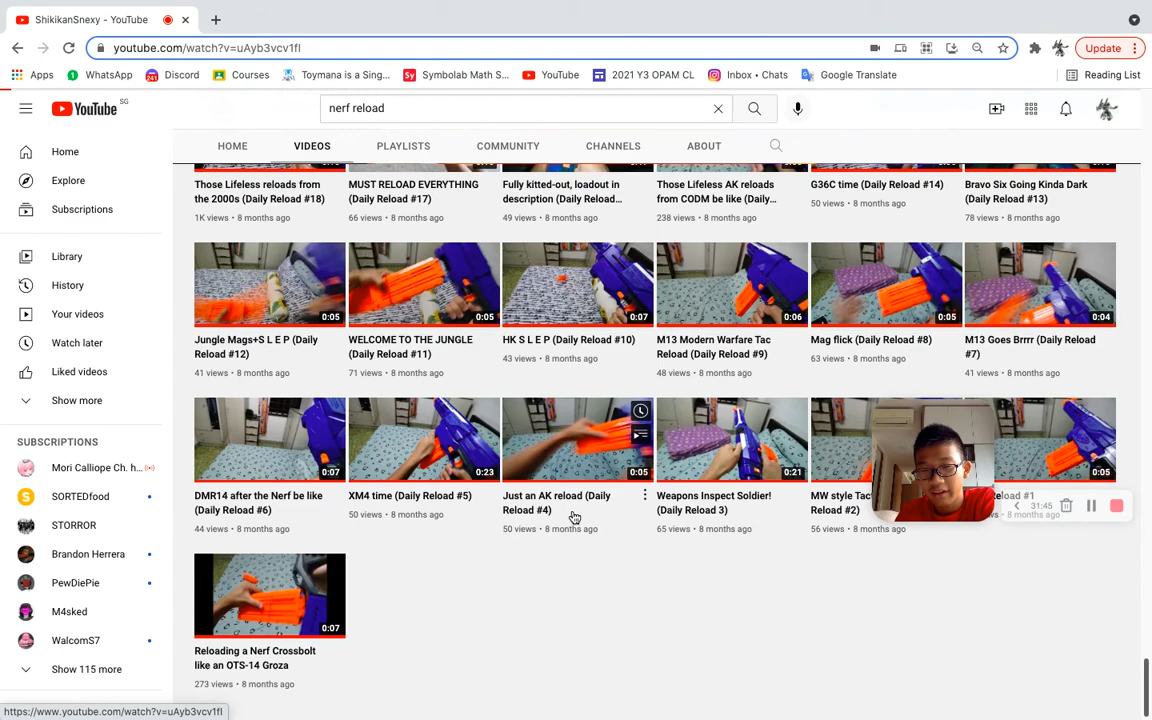 ShikikanSnexy - YouTube
youtube.com/watch?v=uAyb3vcv1fI
Update
Apps
WhatsApp
241
Discord
Courses
Toymana is a Sing...
Sy
Symbolab Math S...
YouTube
2021 Y3 OPAM CL
Inbox • Chats
Google Translate
Reading List
YouTube SG
nerf reload
HOME
VIDEOS
PLAYLISTS
COMMUNITY
CHANNELS
ABOUT
Home
Explore
Subscriptions
Library
History
Your videos
Watch later
Liked videos
Show more
SUBSCRIPTIONS
Mori Calliope Ch. h...
SORTEDfood
STORROR
Brandon Herrera
PewDiePie
M4sked
WalcomS7
Show 115 more
Those Lifeless reloads from
the 2000s (Daily Reload #18)
1K views • 8 months ago
MUST RELOAD EVERYTHING
(Daily Reload #17)
66 views • 8 months ago
Fully kitted-out, loadout in
description (Daily Reload...
49 views • 8 months ago
Those Lifeless AK reloads
from CODM be like (Daily...
238 views • 8 months ago
G36C time (Daily Reload #14)
50 views • 8 months ago
Bravo Six Going Kinda Dark
(Daily Reload #13)
78 views • 8 months ago
0:05
Jungle Mags+S L E P (Daily
Reload #12)
41 views • 8 months ago
0:05
WELCOME TO THE JUNGLE
(Daily Reload #11)
71 views • 8 months ago
0:07
HK S L E P (Daily Reload #10)
43 views • 8 months ago
0:06
M13 Modern Warfare Tac
Reload (Daily Reload #9)
48 views • 8 months ago
0:05
Mag flick (Daily Reload #8)
63 views • 8 months ago
0:04
M13 Goes Brrrr (Daily Reload
#7)
41 views • 8 months ago
0:07
DMR14 after the Nerf be like
(Daily Reload #6)
44 views • 8 months ago
0:23
XM4 time (Daily Reload #5)
50 views • 8 months ago
0:05
Just an AK reload (Daily
Reload #4)
50 views • 8 months ago
0:21
Weapons Inspect Soldier!
(Daily Reload 3)
65 views • 8 months ago
MW style Tac
#2)
56 views • 8 months ago
0:05
#1
months ago
31:45
0:07
Reloading a Nerf Crossbolt
like an OTS-14 Groza
273 views • 8 months ago
https://www.youtube.com/watch?v=uAyb3vcv1fI